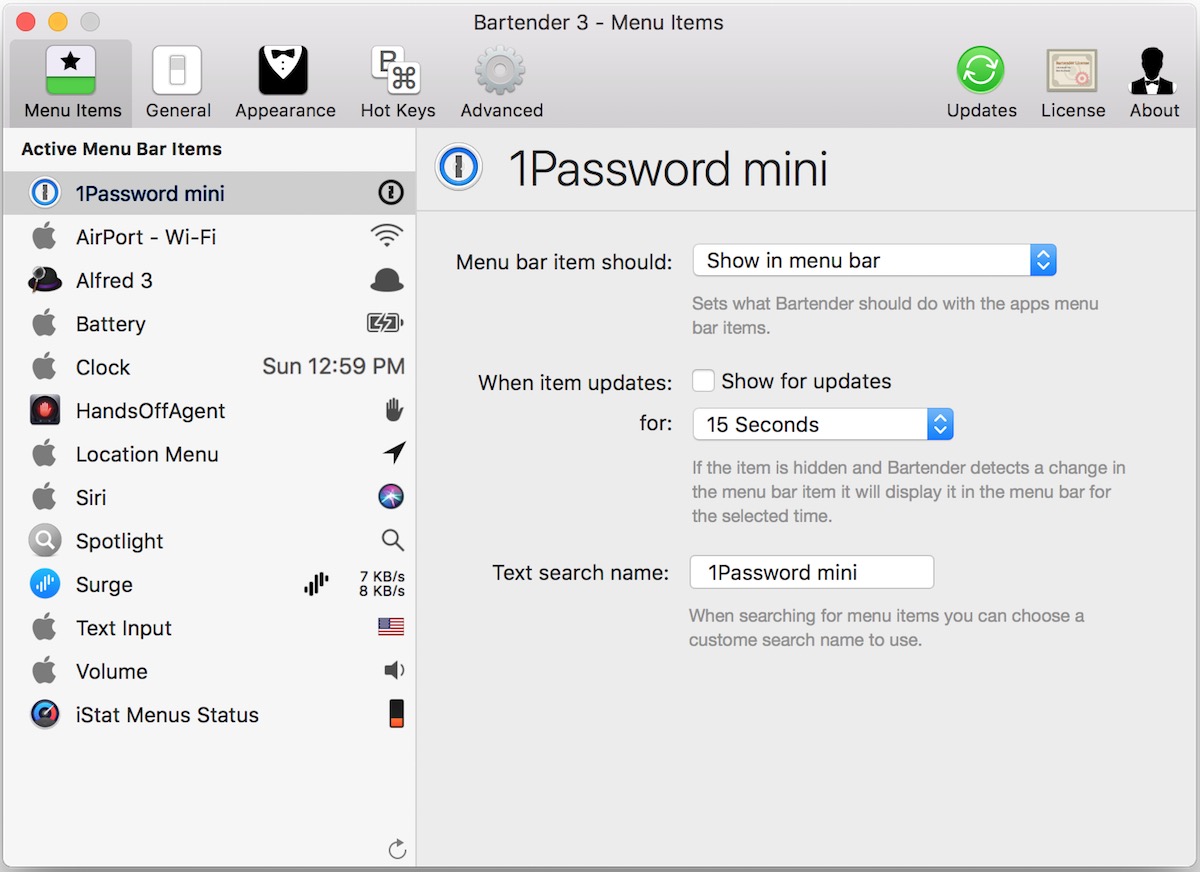 Bartender 3 - Menu Items
Menu Items
General
Appearance
Hot Keys
Advanced
Updates
License
About
Active Menu Bar Items
1Password mini
AirPort - Wi-Fi
Alfred 3
Battery
Clock Sun 12:59 PM
HandsOffAgent
Location Menu
Siri
Spotlight
Surge
7 KB/s
8 KB/s
Text Input
Volume
iStat Menus Status
1Password mini
Menu bar item should: Show in menu bar
Sets what Bartender should do with the apps menu
bar items.
When item updates: Show for updates
for: 15 Seconds
If the item is hidden and Bartender detects a change in
the menu bar item it will display it in the menu bar for
the selected time.
Text search name: 1Password mini
When searching for menu items you can choose a
custome search name to use.